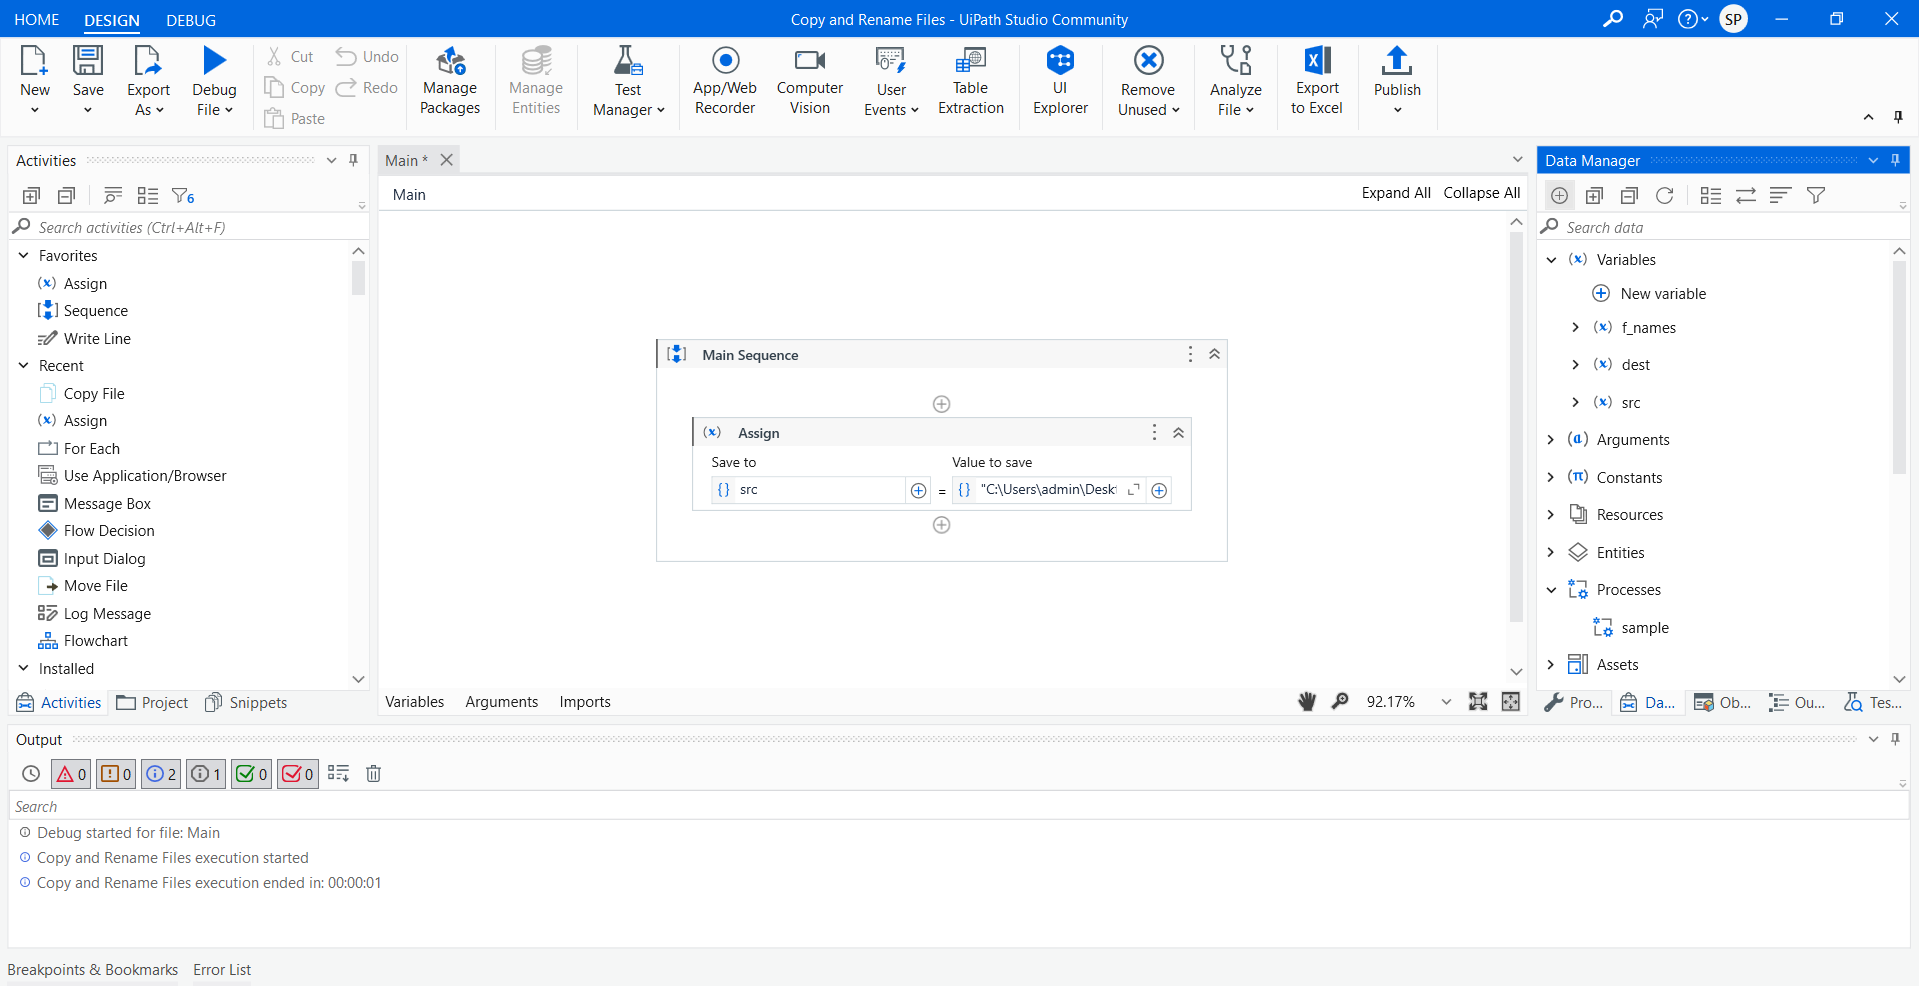 HOME DESIGN DEBUG
Copy and Rename Files - UiPath Studio Community
SP
New
Save
Export As
Debug File
Cut
Copy
Paste
Undo
Redo
Manage Packages
Manage Entities
Test Manager
App/Web Recorder
Computer Vision
User Events
Table Extraction
UI Explorer
Remove Unused
Analyze File
Export to Excel
Publish
Activities
6
Search activities (Ctrl+Alt+F)
Favorites
Assign
Sequence
Write Line
Recent
Copy File
Assign
For Each
Use Application/Browser
Message Box
Flow Decision
Input Dialog
Move File
Log Message
Flowchart
Installed
Activities Project Snippets
Main *
Main
Expand All Collapse All
Main Sequence
(x) Assign
Save to Value to save
{} src = {} "C:\Users\admin\Desk
Variables Arguments Imports
92.17%
Data Manager
Search data
(x) Variables
New variable
(x) f_names
(x) dest
(x) src
Arguments
(π) Constants
Resources
Entities
Processes
sample
Assets
Pro... Da... Ob... Ou... Tes...
Output
0 0 2 1 0 0
Search
Debug started for file: Main
Copy and Rename Files execution started
Copy and Rename Files execution ended in: 00:00:01
Breakpoints & Bookmarks Error List